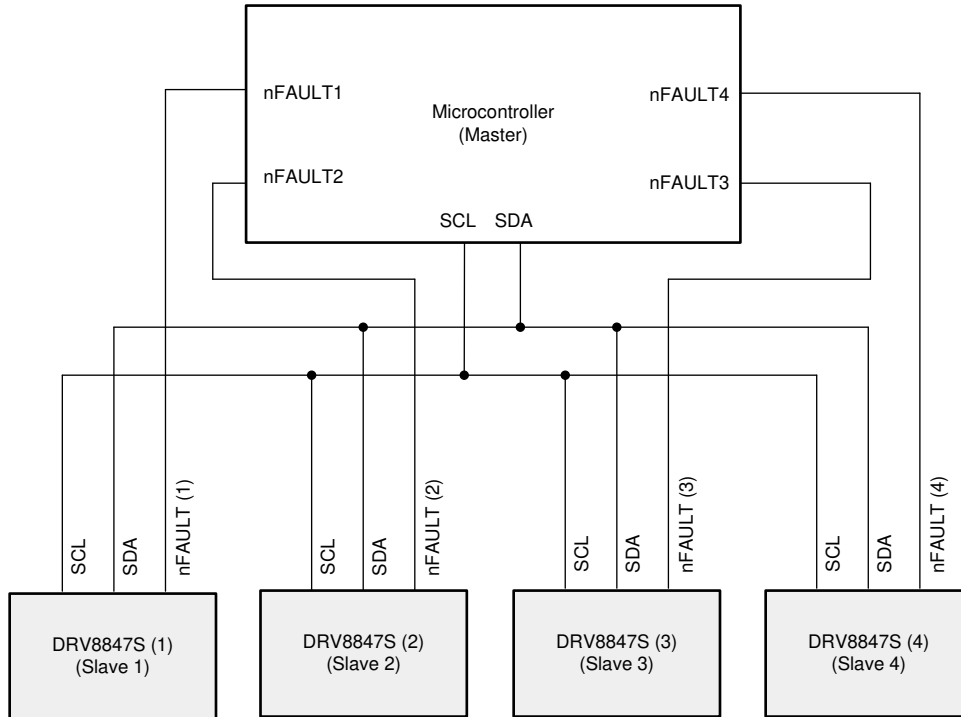 nFAULT1
nFAULT4
Microcontroller
(Master)
nFAULT2
nFAULT3
SCL SDA
SCL
SDA
nFAULT (1)
SCL
SDA
nFAULT (2)
SCL
SDA
nFAULT (3)
SCL
SDA
nFAULT (4)
DRV8847S (1)
(Slave 1)
DRV8847S (2)
(Slave 2)
DRV8847S (3)
(Slave 3)
DRV8847S (4)
(Slave 4)